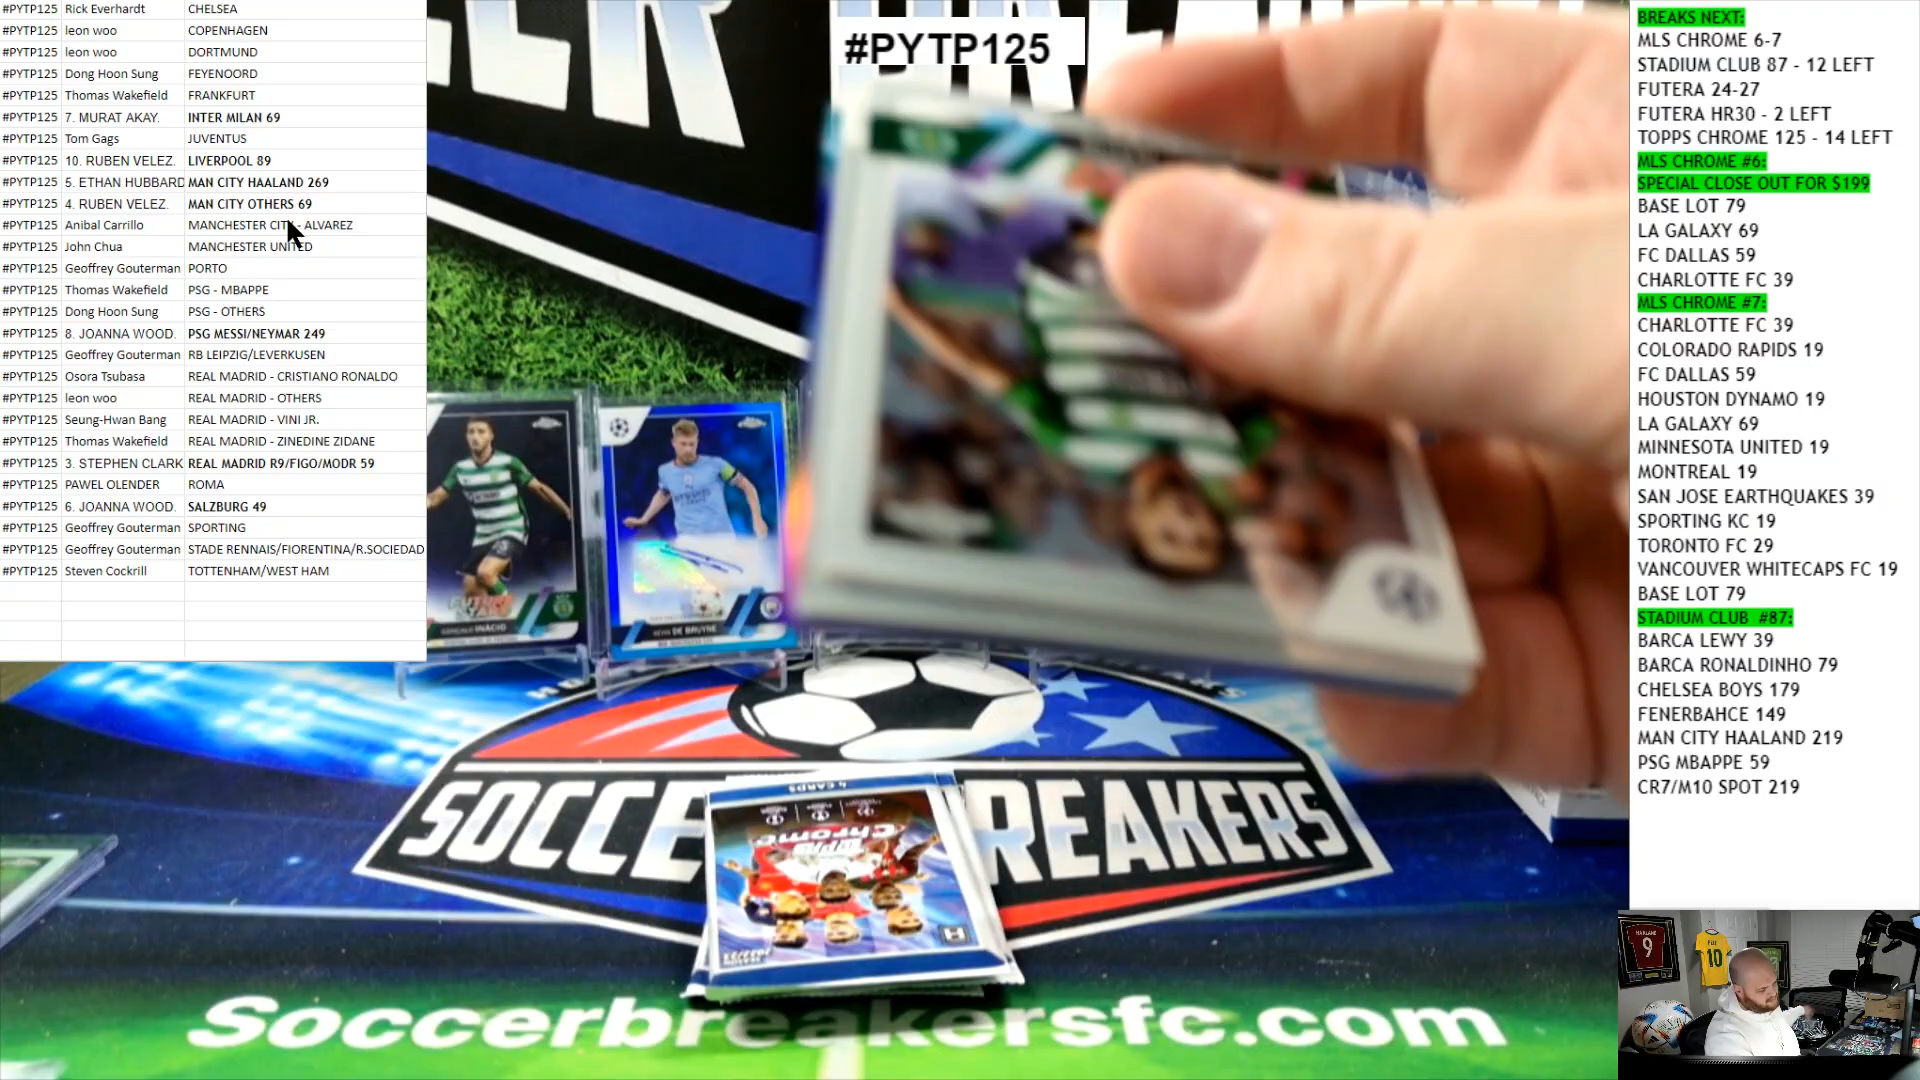 #PYTP125 Rick Everhardt CHELSEA
#PYTP125 leon woo COPENHAGEN
#PYTP125 leon woo DORTMUND
#PYTP125 Dong Hoon Sung FEYENOORD
#PYTP125 Thomas Wakefield FRANKFURT
#PYTP125 7. MURAT AKAY. INTER MILAN 69
#PYTP125 Tom Gags JUVENTUS
#PYTP125 10. RUBEN VELEZ. LIVERPOOL 89
#PYTP125 5. ETHAN HUBBARD MAN CITY HAALAND 269
#PYTP125 4. RUBEN VELEZ. MAN CITY OTHERS 69
#PYTP125 Anibal Carrillo MANCHESTER CITY - ALVAREZ
#PYTP125 John Chua MANCHESTER UNITED
#PYTP125 Geoffrey Gouterman PORTO
#PYTP125 Thomas Wakefield PSG - MBAPPE
#PYTP125 Dong Hoon Sung PSG - OTHERS
#PYTP125 8. JOANNA WOOD. PSG MESSI/NEYMAR 249
#PYTP125 Geoffrey Gouterman RB LEIPZIG/LEVERKUSEN
#PYTP125 Osora Tsubasa REAL MADRID - CRISTIANO RONALDO
#PYTP125 leon woo REAL MADRID - OTHERS
#PYTP125 Seung-Hwan Bang REAL MADRID - VINI JR.
#PYTP125 Thomas Wakefield REAL MADRID - ZINEDINE ZIDANE
#PYTP125 3. STEPHEN CLARK REAL MADRID R9/FIGO/MODR 59
#PYTP125 PAWEL OLENDER ROMA
#PYTP125 6. JOANNA WOOD. SALZBURG 49
#PYTP125 Geoffrey Gouterman SPORTING
#PYTP125 Geoffrey Gouterman STADE RENNAIS/FIORENTINA/R.SOCIEDAD
#PYTP125 Steven Cockrill TOTTENHAM/WEST HAM
#PYTP125
GONÇALO INÁCIO
KEVIN DE BRUYNE
4 CARDS
TOPPS
Chrome
SOCCER BREAKERS
Soccerbreakersfc.com
BREAKS NEXT:
MLS CHROME 6-7
STADIUM CLUB 87 - 12 LEFT
FUTERA 24-27
FUTERA HR30 - 2 LEFT
TOPPS CHROME 125 - 14 LEFT
MLS CHROME #6:
SPECIAL CLOSE OUT FOR $199
BASE LOT 79
LA GALAXY 69
FC DALLAS 59
CHARLOTTE FC 39
MLS CHROME #7:
CHARLOTTE FC 39
COLORADO RAPIDS 19
FC DALLAS 59
HOUSTON DYNAMO 19
LA GALAXY 69
MINNESOTA UNITED 19
MONTREAL 19
SAN JOSE EARTHQUAKES 39
SPORTING KC 19
TORONTO FC 29
VANCOUVER WHITECAPS FC 19
BASE LOT 79
STADIUM CLUB #87:
BARCA LEWY 39
BARCA RONALDINHO 79
CHELSEA BOYS 179
FENERBAHCE 149
MAN CITY HAALAND 219
PSG MBAPPE 59
CR7/M10 SPOT 219
9
10